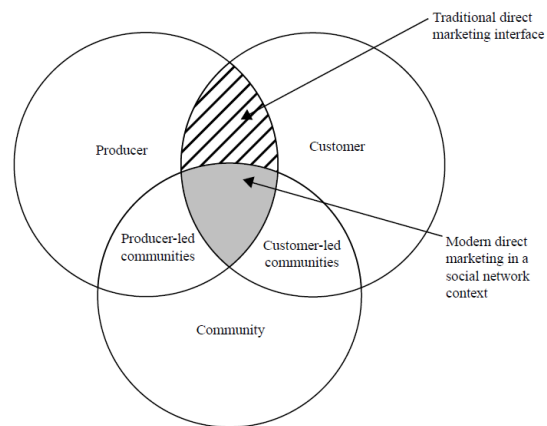 Traditional direct
marketing interface
Producer
Customer
Producer-led
communities
Customer-led
communities
Modern direct
marketing in a
social network
context
Community